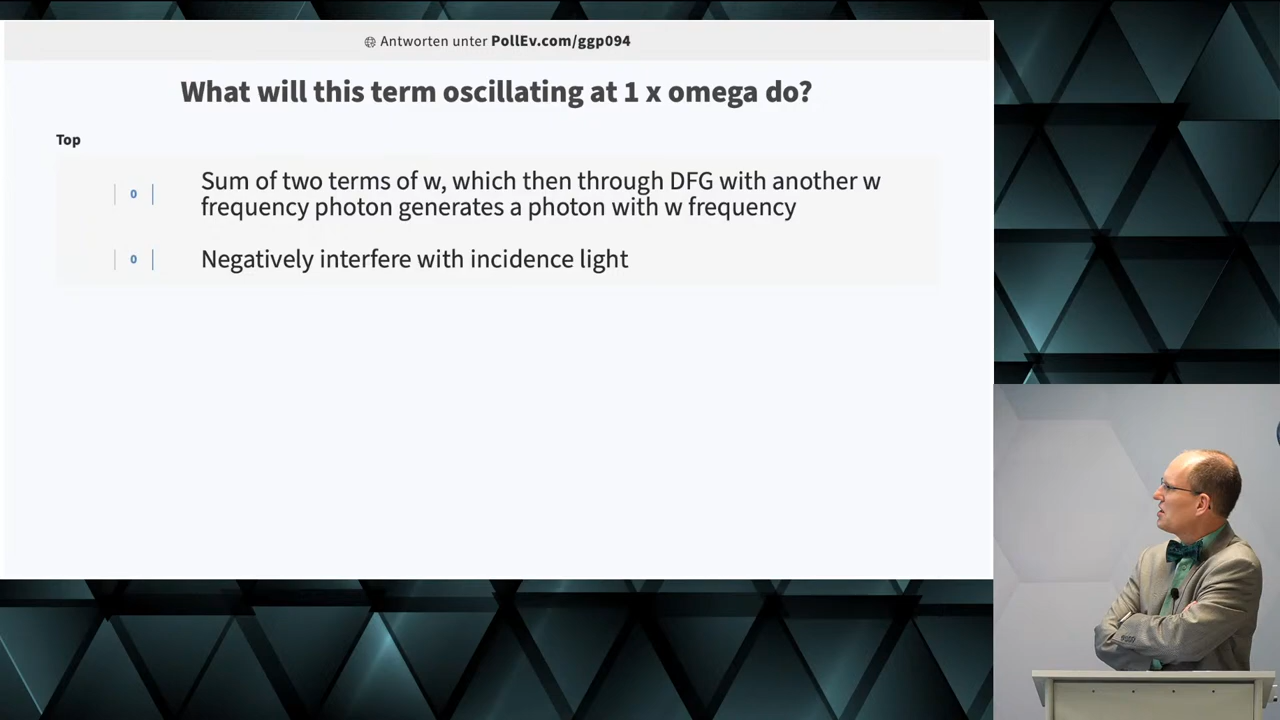 Antworten unter PollEv.com/ggp094
What will this term oscillating at 1 x omega do?
Top
0
Sum of two terms of w, which then through DFG with another w
frequency photon generates a photon with w frequency
0
Negatively interfere with incidence light